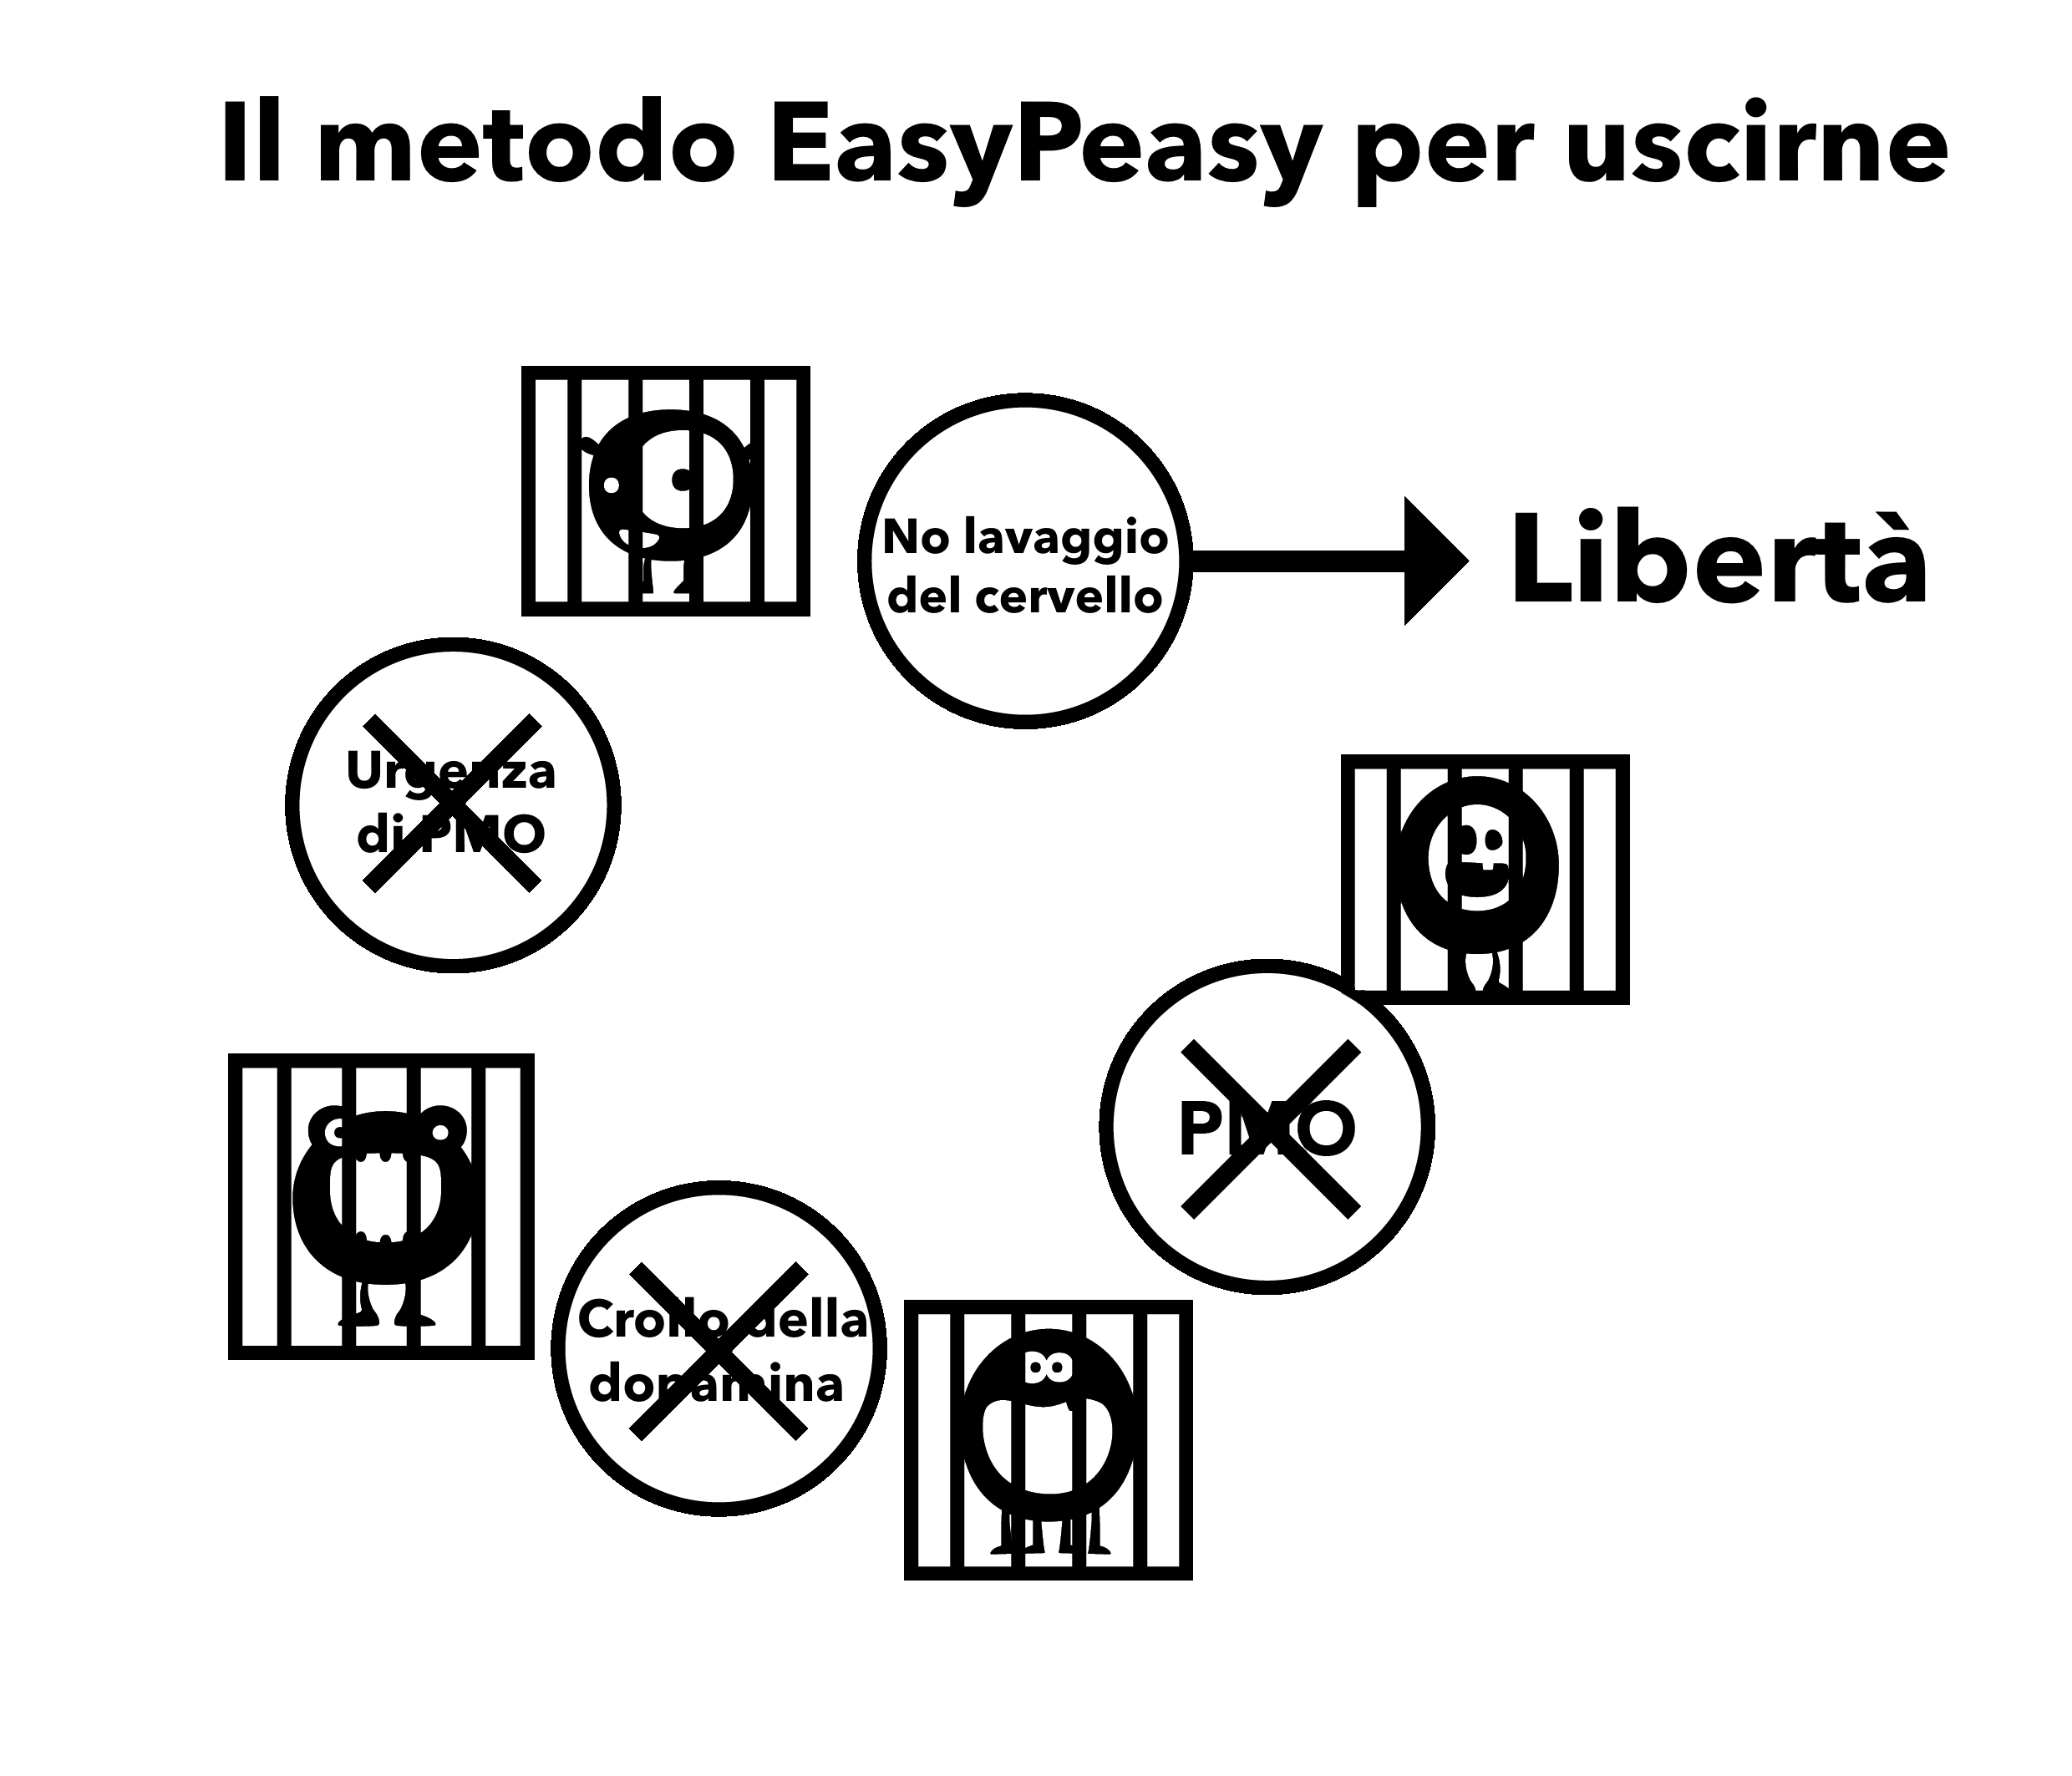 Il metodo EasyPeasy per uscirne
No lavaggio
del cervello
Libertà
Urgenza
di PMO
PMO
Crollo della
dopamina